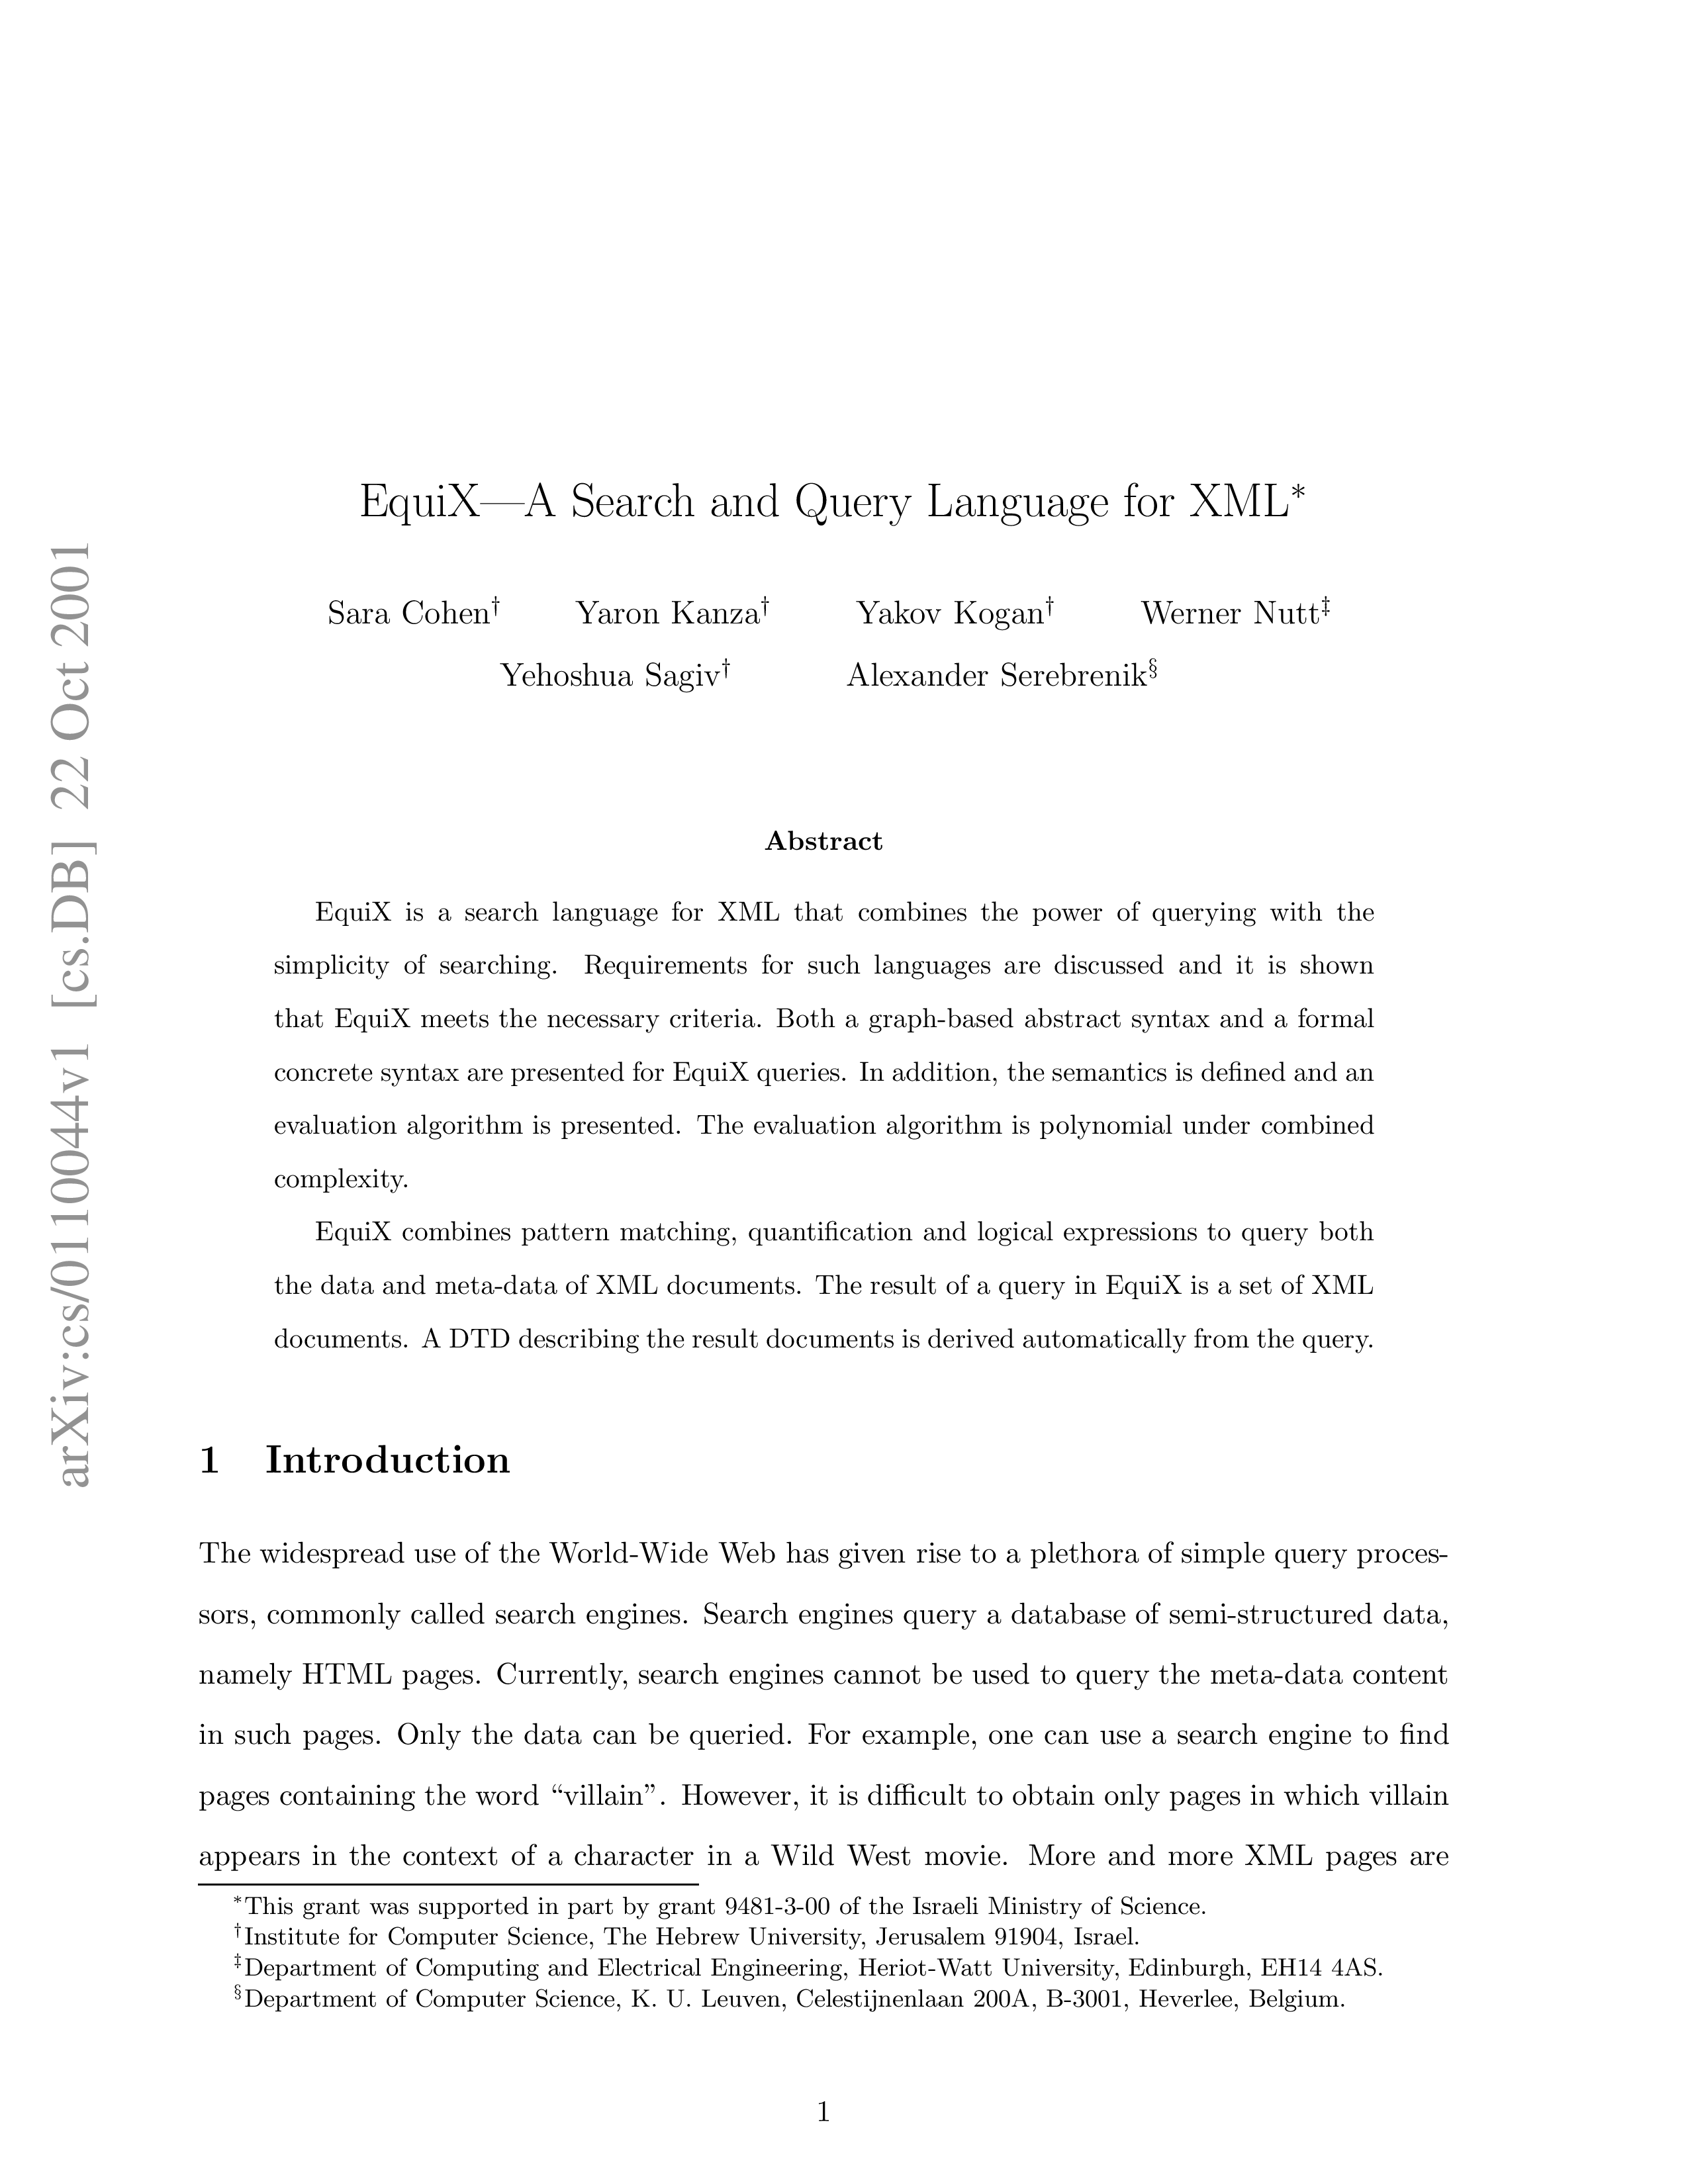 EquiX—A Search and Query Language for XML*
Sara Cohen† Yaron Kanza† Yakov Kogan† Werner Nutt‡
Yehoshua Sagiv† Alexander Serebrenik§
Abstract
EquiX is a search language for XML that combines the power of querying with the
simplicity of searching. Requirements for such languages are discussed and it is shown
that EquiX meets the necessary criteria. Both a graph-based abstract syntax and a formal
concrete syntax are presented for EquiX queries. In addition, the semantics is defined and an
evaluation algorithm is presented. The evaluation algorithm is polynomial under combined
complexity.
EquiX combines pattern matching, quantification and logical expressions to query both
the data and meta-data of XML documents. The result of a query in EquiX is a set of XML
documents. A DTD describing the result documents is derived automatically from the query.
1 Introduction
The widespread use of the World-Wide Web has given rise to a plethora of simple query proces-
sors, commonly called search engines. Search engines query a database of semi-structured data,
namely HTML pages. Currently, search engines cannot be used to query the meta-data content
in such pages. Only the data can be queried. For example, one can use a search engine to find
pages containing the word “villain”. However, it is difficult to obtain only pages in which villain
appears in the context of a character in a Wild West movie. More and more XML pages are
*This grant was supported in part by grant 9481-3-00 of the Israeli Ministry of Science.
†Institute for Computer Science, The Hebrew University, Jerusalem 91904, Israel.
‡Department of Computing and Electrical Engineering, Heriot-Watt University, Edinburgh, EH14 4AS.
§Department of Computer Science, K. U. Leuven, Celestijnenlaan 200A, B-3001, Heverlee, Belgium.
1
arXiv:cs/0110044v1 [cs.DB] 22 Oct 2001